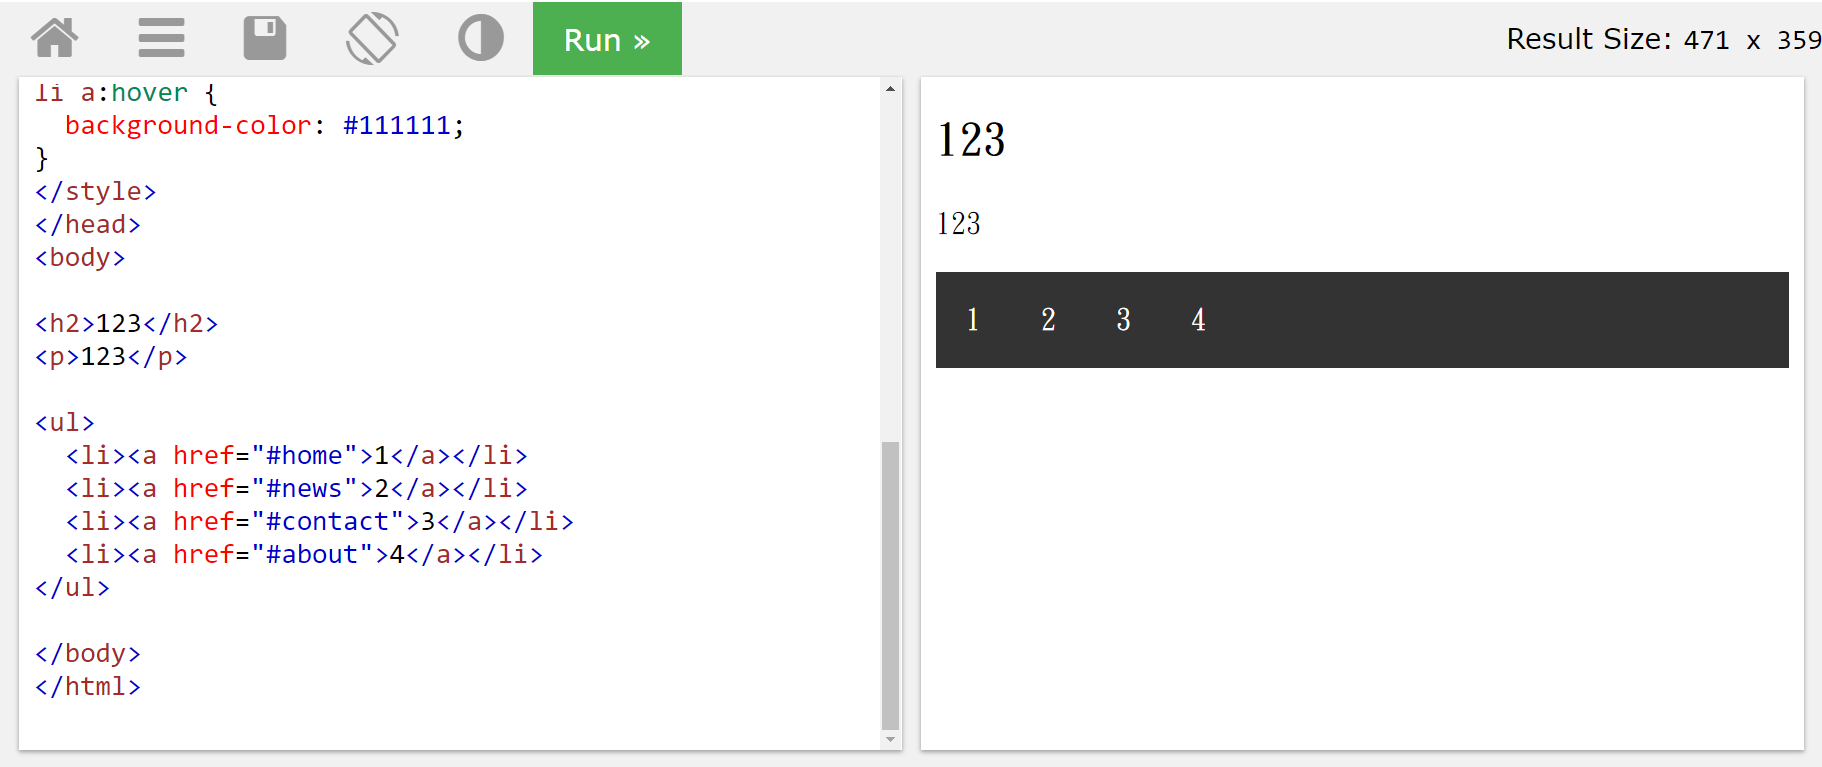 Run »
Result Size: 471 x 359
li a:hover {
  background-color: #111111;
}
</style>
</head>
<body>
<h2>123</h2>
<p>123</p>
<ul>
  <li><a href="#home">1</a></li>
  <li><a href="#news">2</a></li>
  <li><a href="#contact">3</a></li>
  <li><a href="#about">4</a></li>
</ul>
</body>
</html>
123
123
1 2 3 4